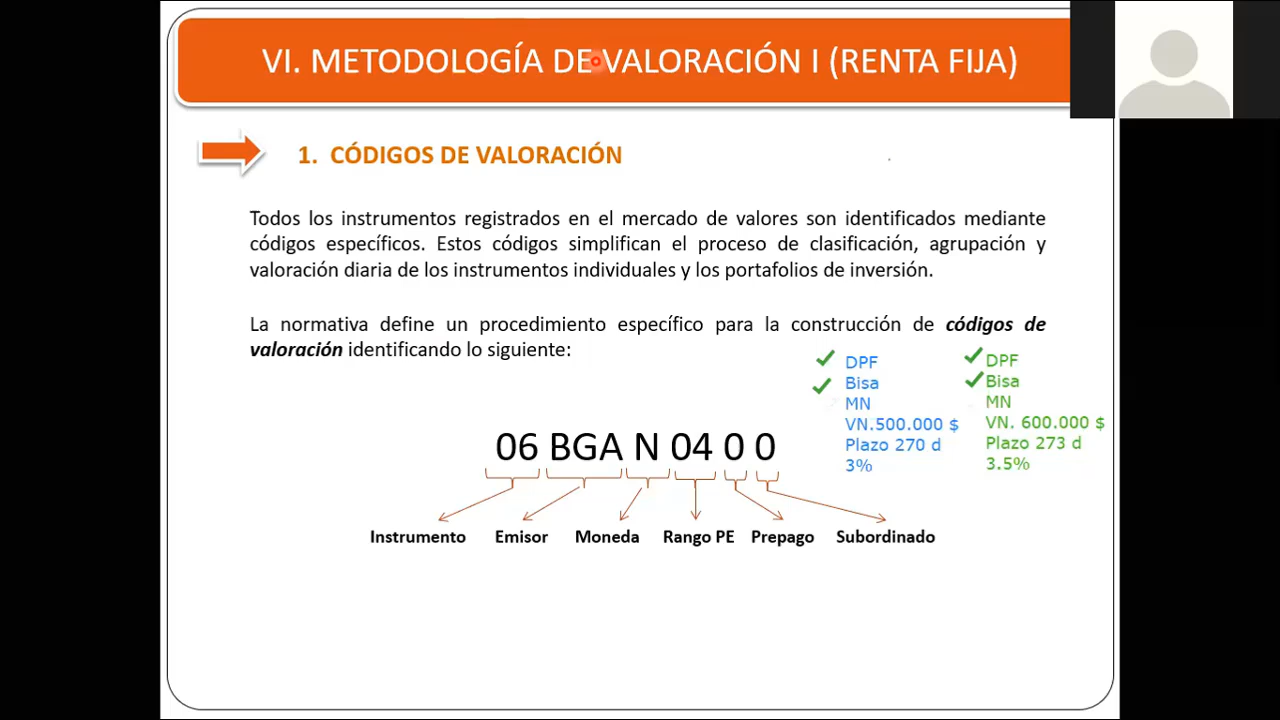 VI. METODOLOGÍA DE VALORACIÓN I (RENTA FIJA)
1. CÓDIGOS DE VALORACIÓN
Todos los instrumentos registrados en el mercado de valores son identificados mediante
códigos específicos. Estos códigos simplifican el proceso de clasificación, agrupación y
valoración diaria de los instrumentos individuales y los portafolios de inversión.
La normativa define un procedimiento específico para la construcción de códigos de
valoración identificando lo siguiente:
DPF
Bisa
MN
VN.500.000 $
Plazo 270 d
3%
DPF
Bisa
MN
VN. 600.000 $
Plazo 273 d
3.5%
06 BGA N 04 0 0
Instrumento Emisor Moneda Rango PE Prepago Subordinado